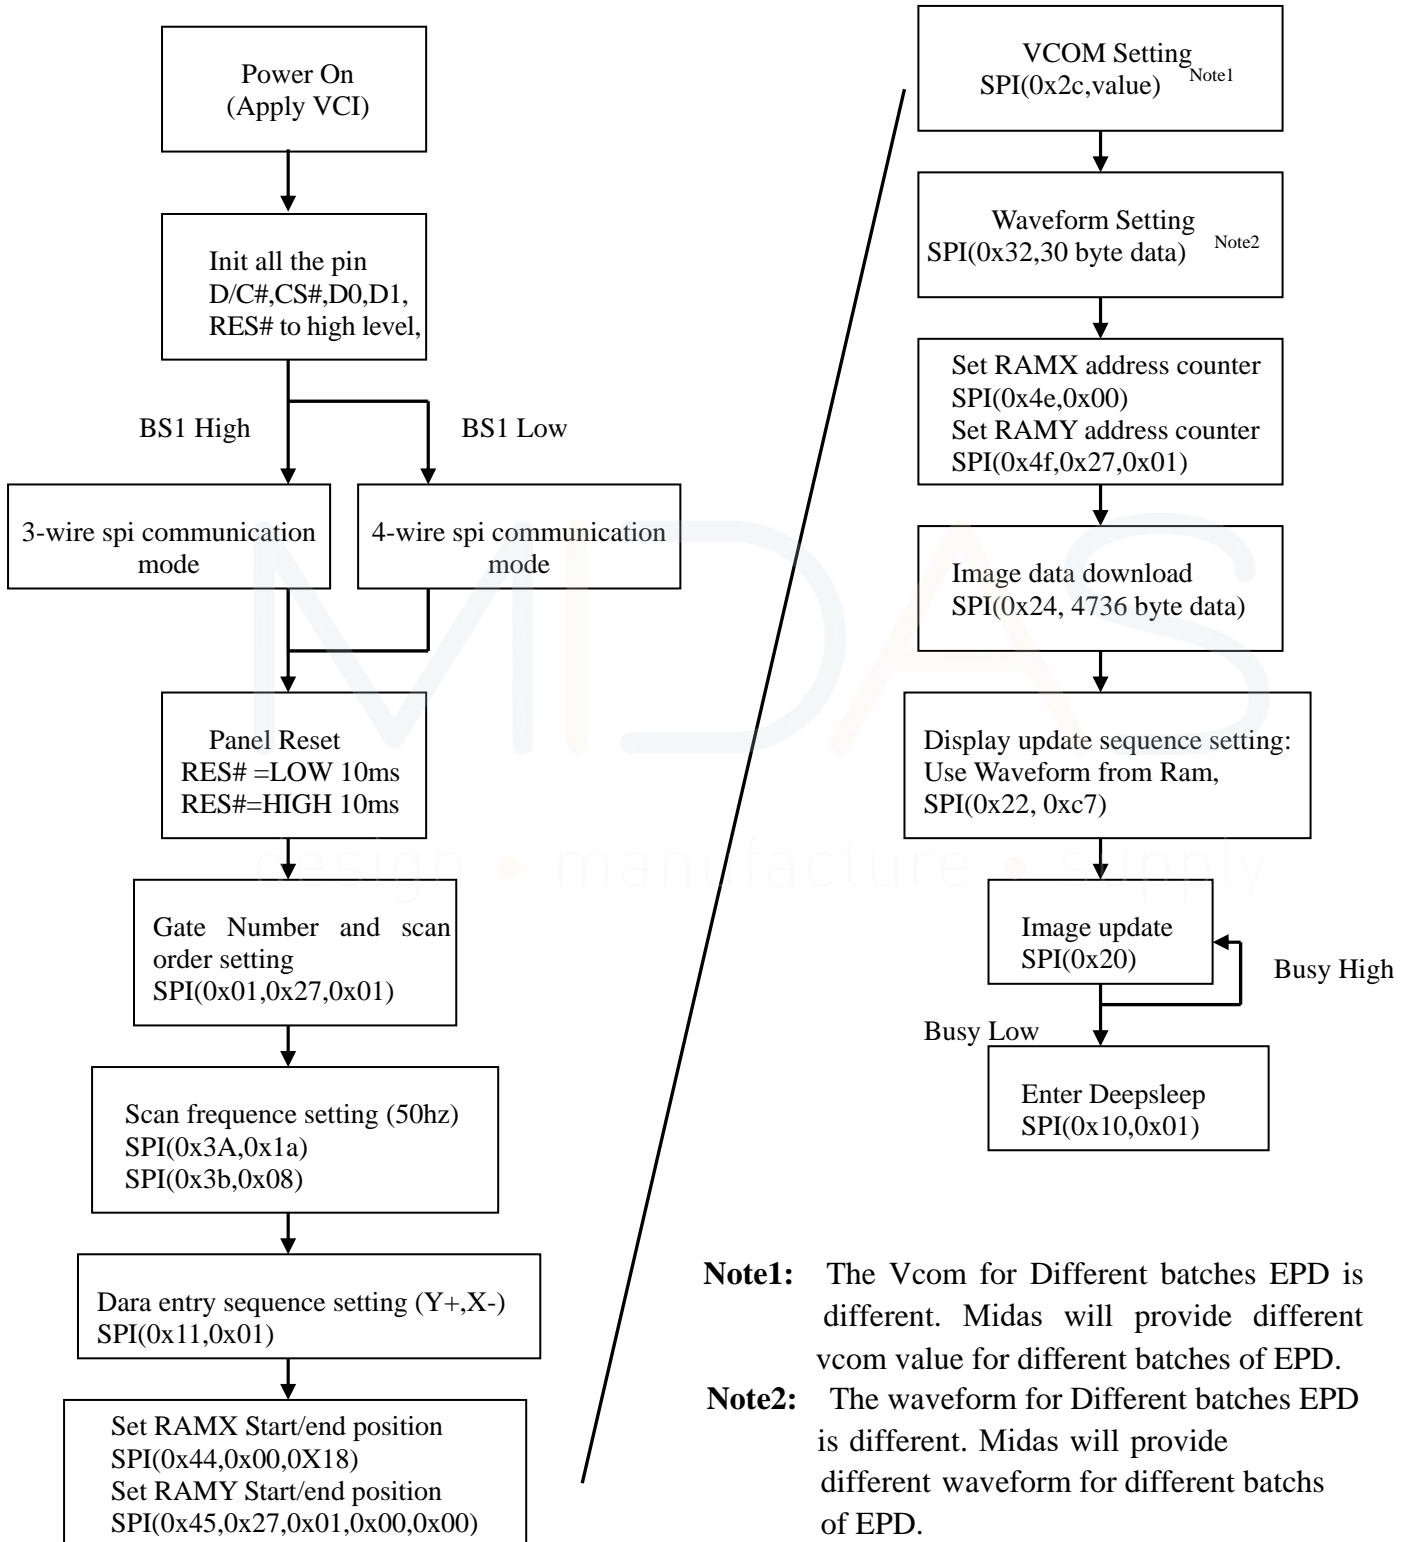 Power On
(Apply VCI)
Init all the pin
D/C#,CS#,D0,D1,
RES# to high level,
BS1 High
BS1 Low
3-wire spi communication
mode
4-wire spi communication
mode
Panel Reset
RES# =LOW 10ms
RES#=HIGH 10ms
Gate Number and scan
order setting
SPI(0x01,0x27,0x01)
Scan frequence setting (50hz)
SPI(0x3A,0x1a)
SPI(0x3b,0x08)
Dara entry sequence setting (Y+,X-)
SPI(0x11,0x01)
Set RAMX Start/end position
SPI(0x44,0x00,0X18)
Set RAMY Start/end position
SPI(0x45,0x27,0x01,0x00,0x00)
VCOM Setting
SPI(0x2c,value) Note1
Waveform Setting
SPI(0x32,30 byte data) Note2
Set RAMX address counter
SPI(0x4e,0x00)
Set RAMY address counter
SPI(0x4f,0x27,0x01)
Image data download
SPI(0x24, 4736 byte data)
Display update sequence setting:
Use Waveform from Ram,
SPI(0x22, 0xc7)
Image update
SPI(0x20)
Busy High
Busy Low
Enter Deepsleep
SPI(0x10,0x01)
Note1: The Vcom for Different batches EPD is
different. Midas will provide different
vcom value for different batches of EPD.
Note2: The waveform for Different batches EPD
is different. Midas will provide
different waveform for different batchs
of EPD.
MIDAS
design • manufacture • supply